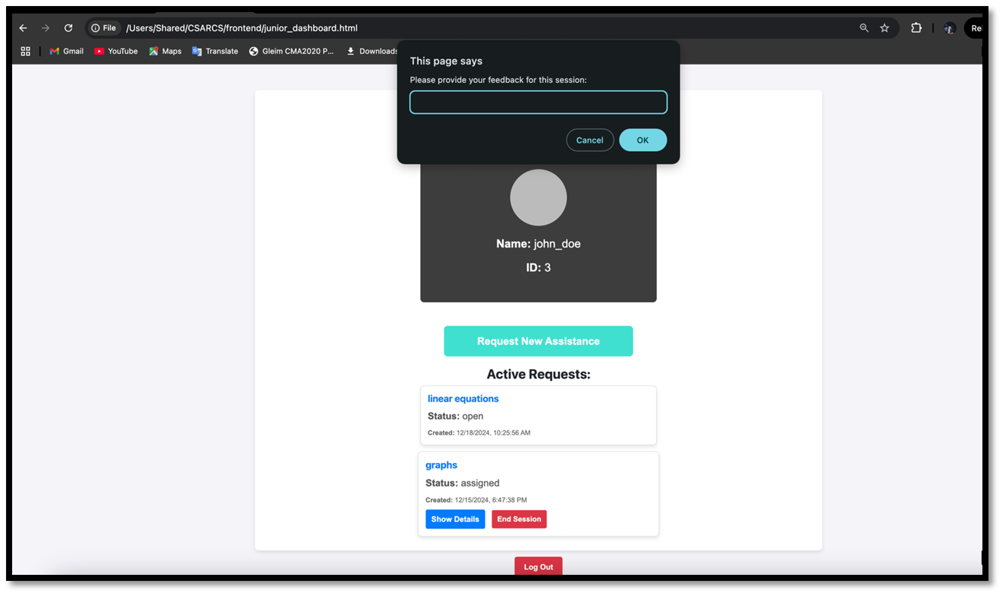 File /Users/Shared/CSARCS/frontend/junior_dashboard.html
Gmail YouTube Maps Translate Gleim CMA2020 P... Downloads
This page says
Please provide your feedback for this session:
Cancel OK
Name: john_doe
ID: 3
Request New Assistance
Active Requests:
linear equations
Status: open
Created: 12/18/2024, 10:25:56 AM
graphs
Status: assigned
Created: 12/15/2024, 6:47:38 PM
Show Details End Session
Log Out